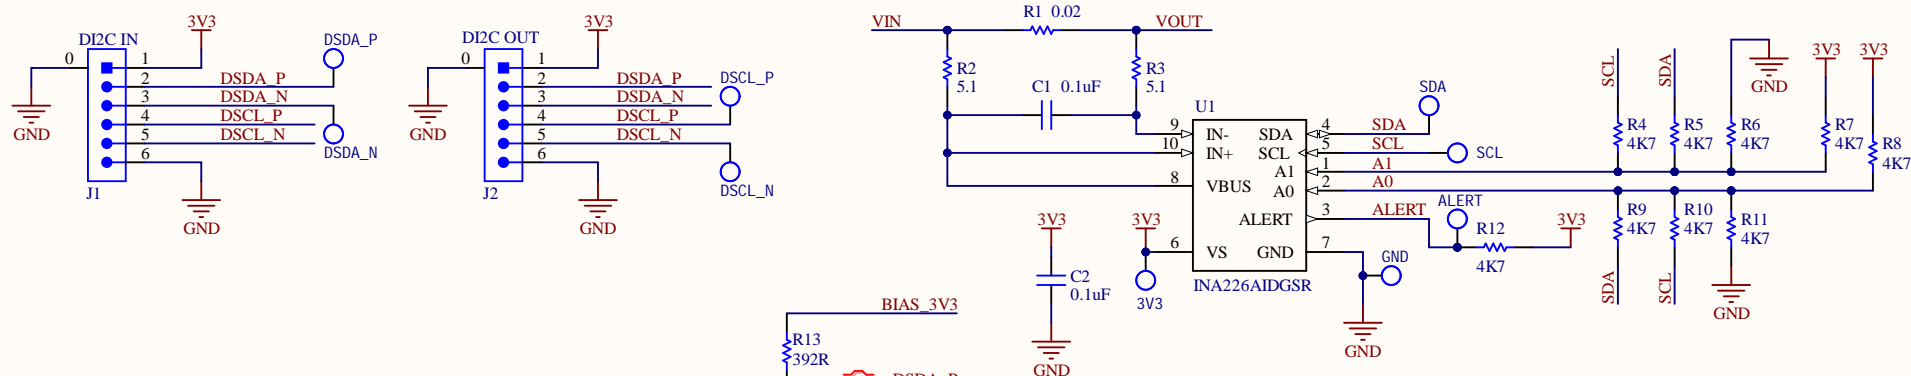 3V3
DI2C IN
DSDA_P
0
1
2
DSDA_P
3
DSDA_N
4
DSCL_P
5
DSCL_N
6
DSDA_N
GND
J1
GND
3V3
DI2C OUT
0
1
2
DSDA_P
DSCL_P
3
DSDA_N
4
DSCL_P
5
DSCL_N
6
GND
J2
DSCL_N
GND
VIN
R1 0.02
VOUT
R2
5.1
C1 0.1uF
R3
5.1
U1
9 IN-
10 IN+
8 VBUS
6 VS
SDA 4 SDA
SCL 5 SCL
A1 1 A1
A0 2 A0
ALERT 3 ALERT
GND 7
INA226AIDGSR
SDA
SCL
ALERT
R12
4K7
3V3
GND
GND
3V3
C2
0.1uF
GND
3V3
3V3
SCL
SDA
GND
3V3
3V3
R4
4K7
R5
4K7
R6
4K7
R7
4K7
R8
4K7
R9
4K7
R10
4K7
R11
4K7
SDA
SCL
GND
BIAS_3V3
R13
392R
DSDA_P